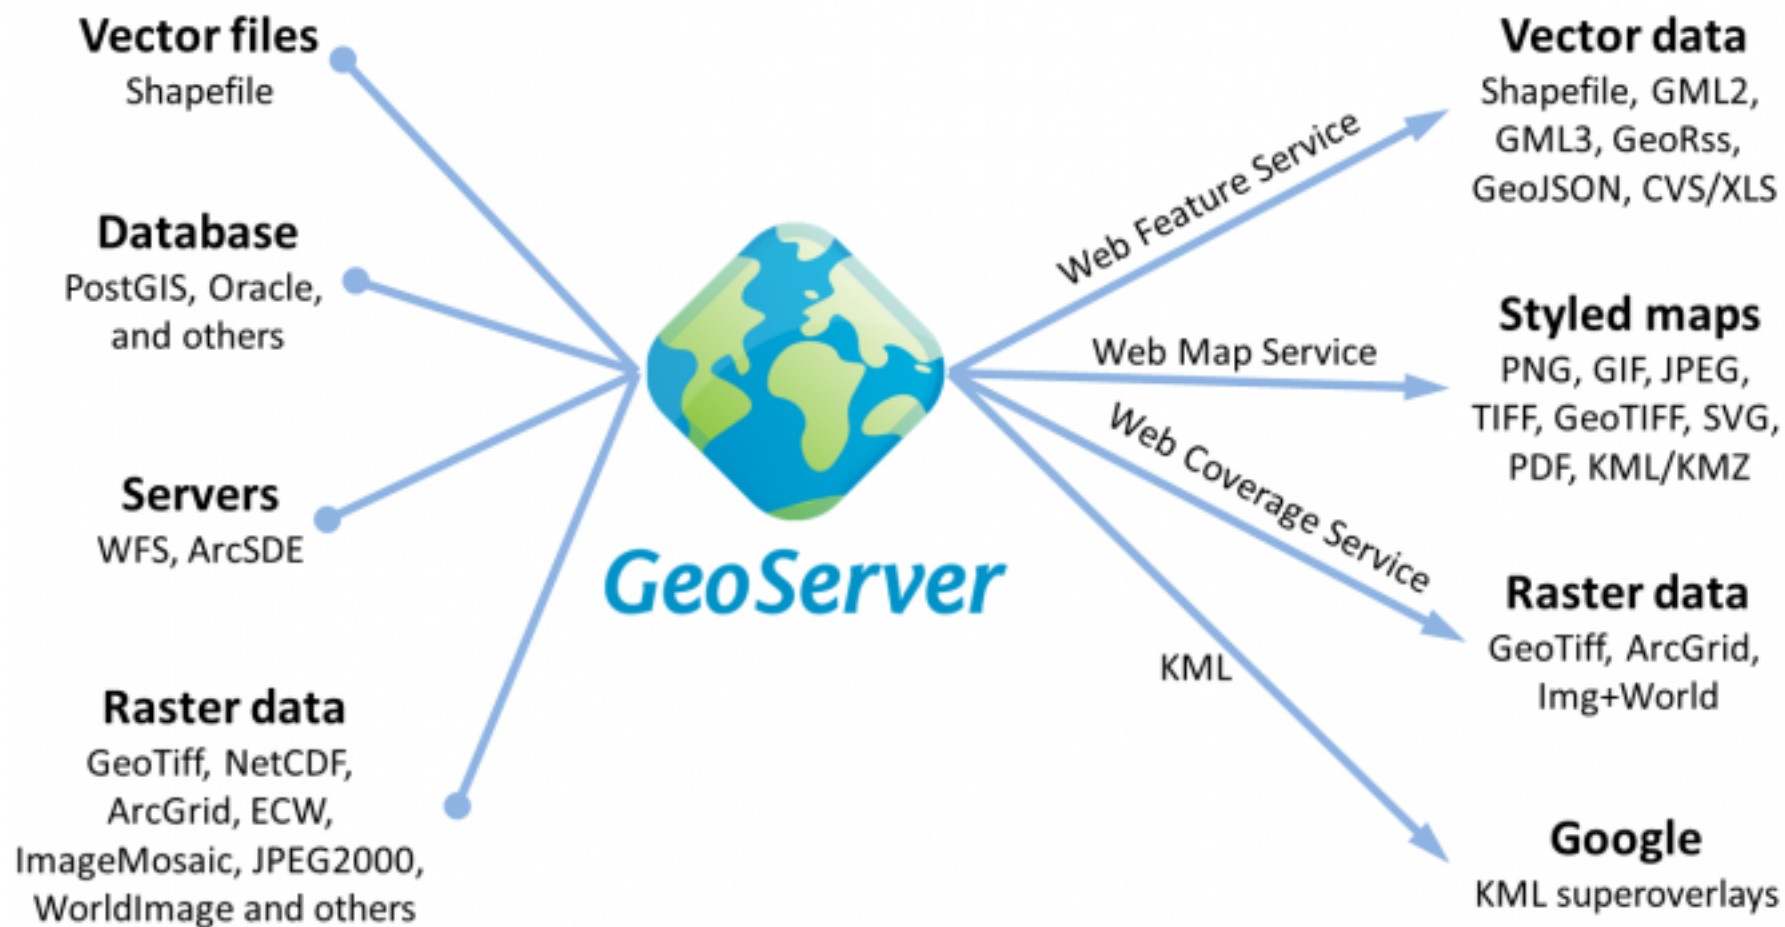 Vector files
Shapefile
Database
PostGIS, Oracle,
and others
Servers
WFS, ArcSDE
Raster data
GeoTiff, NetCDF,
ArcGrid, ECW,
ImageMosaic, JPEG2000,
WorldImage and others
GeoServer
Web Feature Service
Web Map Service
Web Coverage Service
KML
Vector data
Shapefile, GML2,
GML3, GeoRss,
GeoJSON, CVS/XLS
Styled maps
PNG, GIF, JPEG,
TIFF, GeoTIFF, SVG,
PDF, KML/KMZ
Raster data
GeoTiff, ArcGrid,
Img+World
Google
KML superoverlays